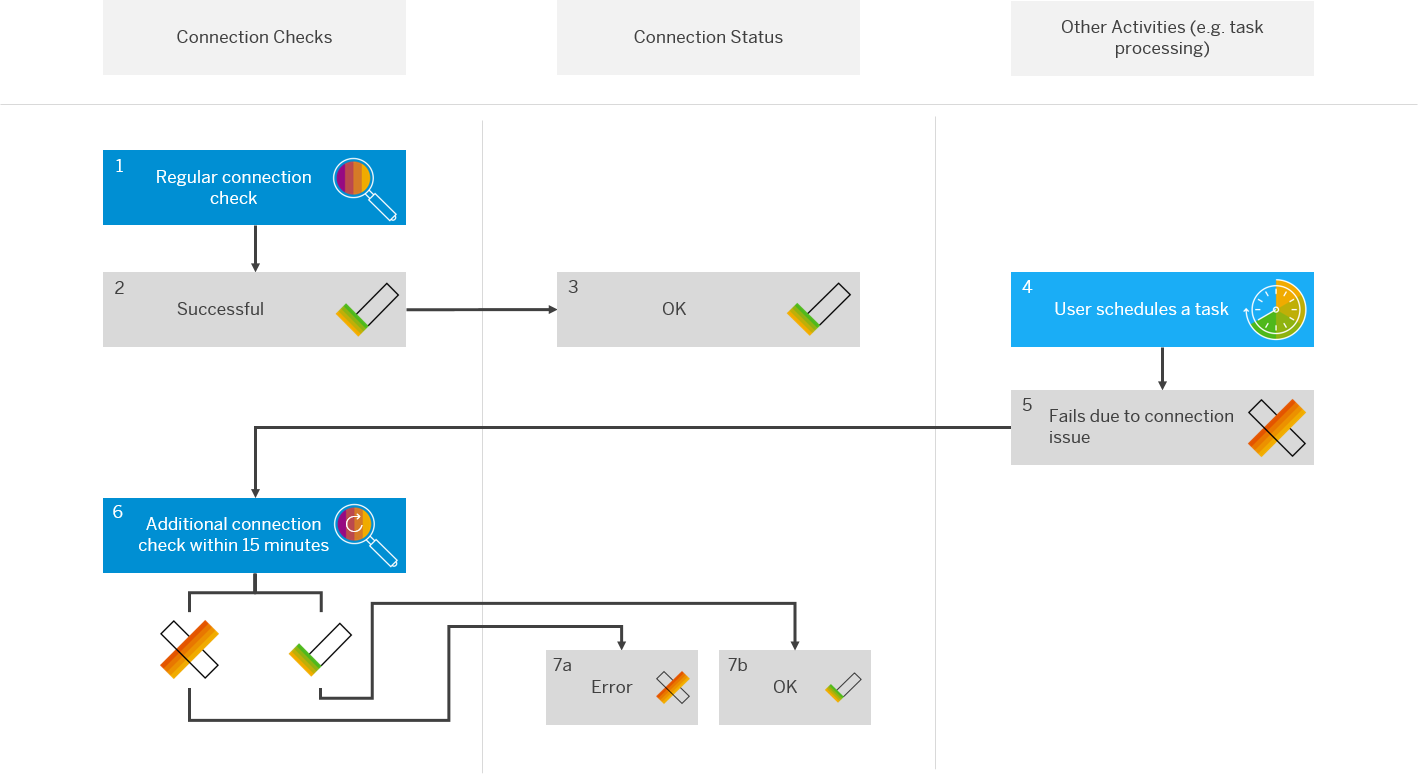 Connection Checks
Connection Status
Other Activities (e.g. task
processing)
1
Regular connection
check
2
Successful
3
OK
4
User schedules a task
5
Fails due to connection
issue
6
Additional connection
check within 15 minutes
7a
Error
7b
OK